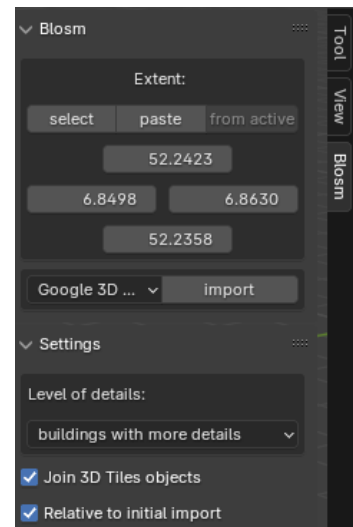 Blosm
Extent:
select paste from active
52.2423
6.8498 6.8630
52.2358
Google 3D ... import
Settings
Level of details:
buildings with more details
Join 3D Tiles objects
Relative to initial import
Tool
View
Blosm